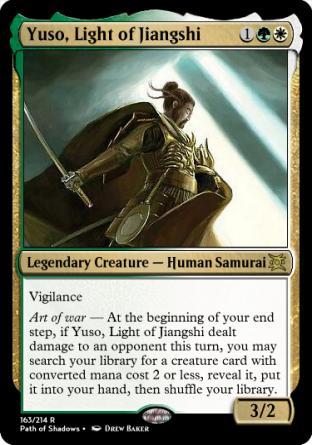 Yuso, Light of Jiangshi 1
Legendary Creature — Human Samurai
Vigilance
Art of war — At the beginning of your end
step, if Yuso, Light of Jiangshi dealt
damage to an opponent this turn, you may
search your library for a creature card with
converted mana cost 2 or less, reveal it, put
it into your hand, then shuffle your library.
3/2
163/214 R
Path of Shadows • Drew Baker